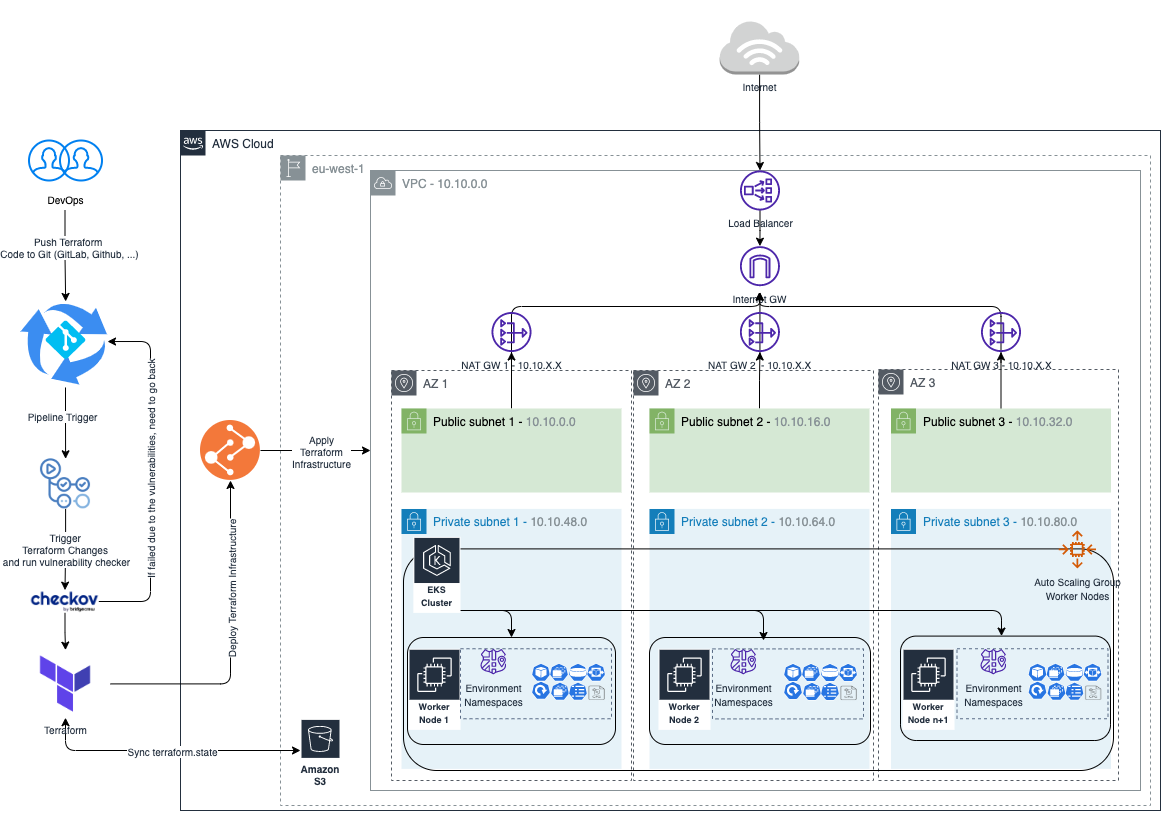 Internet
aws
AWS Cloud
eu-west-1
VPC - 10.10.0.0
DevOps
Push Terraform
Code to Git (GitLab, Github, ...)
Load Balancer
Internet GW
NAT GW 1 - 10.10.X.X
NAT GW 2 - 10.10.X.X
NAT GW 3 - 10.10.X.X
AZ 1
AZ 2
AZ 3
Public subnet 1 - 10.10.0.0
Public subnet 2 - 10.10.16.0
Public subnet 3 - 10.10.32.0
Pipeline Trigger
If failed due to the vulnerabilities, need to go back
Apply
Terraform
Infrastructure
Private subnet 1 - 10.10.48.0
Private subnet 2 - 10.10.64.0
Private subnet 3 - 10.10.80.0
Trigger
Terraform Changes
and run vulnerability checker
checkov
by bridgecrew
Deploy Terraform Infrastructure
K
EKS
Cluster
Auto Scaling Group
Worker Nodes
Worker
Node 1
Environment
Namespaces
Worker
Node 2
Environment
Namespaces
Worker
Node n+1
Environment
Namespaces
Terraform
Sync terraform.state
Amazon
S3